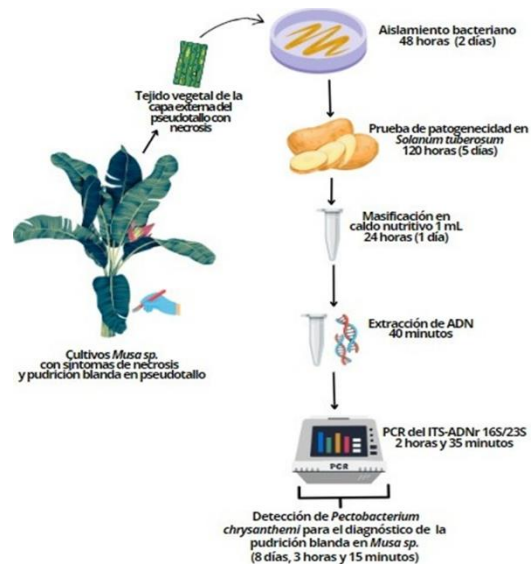 Tejido vegetal de la
capa externa del
pseudotallo con
necrosis
Cultivos Musa sp.
con síntomas de necrosis
y pudrición blanda en pseudotallo
Aislamiento bacteriano
48 horas (2 días)
Prueba de patogenecidad en
Solanum tuberosum
120 horas (5 días)
Masificación en
caldo nutritivo 1 mL
24 horas (1 día)
Extracción de ADN
40 minutos
PCR del ITS-ADNr 16S/23S
2 horas y 35 minutos
PCR
Detección de Pectobacterium
chrysanthemi para el diagnóstico de la
pudrición blanda en Musa sp.
(8 días, 3 horas y 15 minutos)